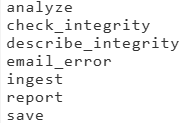 analyze
check_integrity
describe_integrity
email_error
ingest
report
save